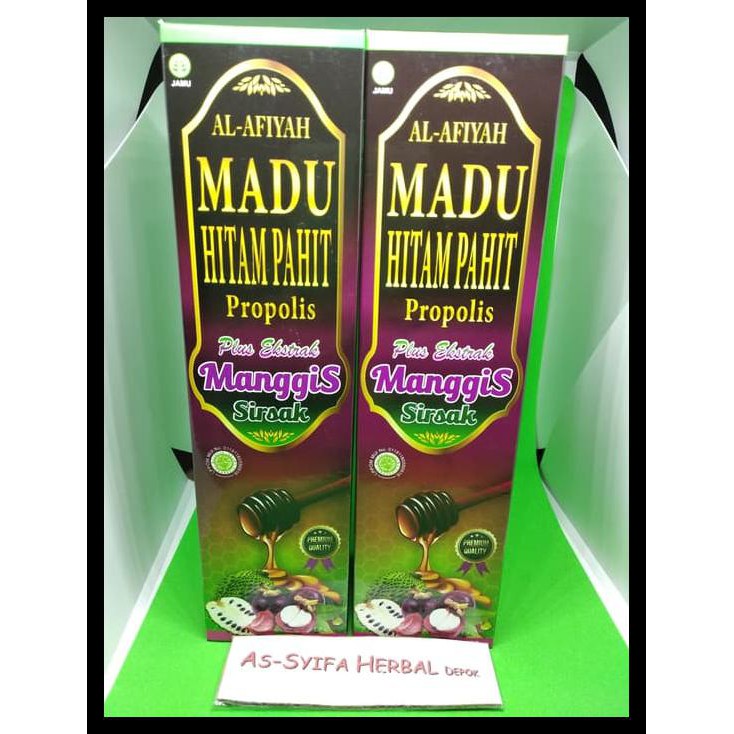 JAMU
AL-AFIYAH
MADU
HITAM PAHIT
Propolis
Plus Ekstrak
ManggiS
Sirsak
PREMIUM
QUALITY
JAMU
AL-AFIYAH
MADU
HITAM PAHIT
Propolis
Plus Ekstrak
ManggiS
Sirsak
PREMIUM
QUALITY
AS-SYIFA HERBAL DEPOK